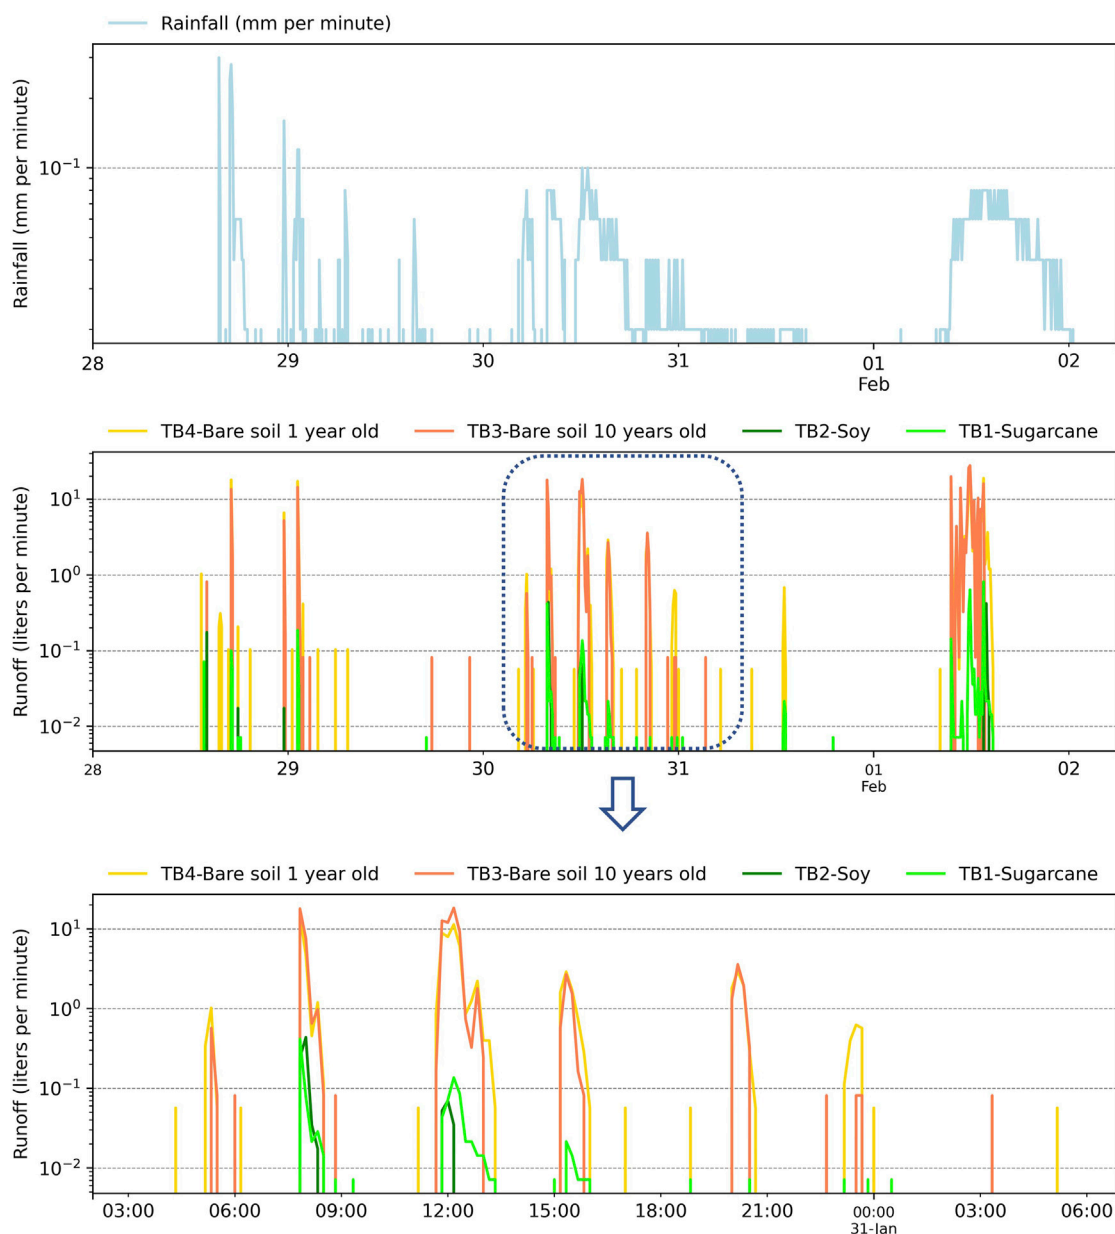 Rainfall (mm per minute)
Rainfall (mm per minute)
10⁻¹
28 29 30 31 01 02
Feb
TB4-Bare soil 1 year old TB3-Bare soil 10 years old TB2-Soy TB1-Sugarcane
Runoff (liters per minute)
10¹
10⁰
10⁻¹
10⁻²
28 29 30 31 01 02
Feb
TB4-Bare soil 1 year old TB3-Bare soil 10 years old TB2-Soy TB1-Sugarcane
Runoff (liters per minute)
10¹
10⁰
10⁻¹
10⁻²
03:00 06:00 09:00 12:00 15:00 18:00 21:00 00:00 03:00 06:00
31-Jan